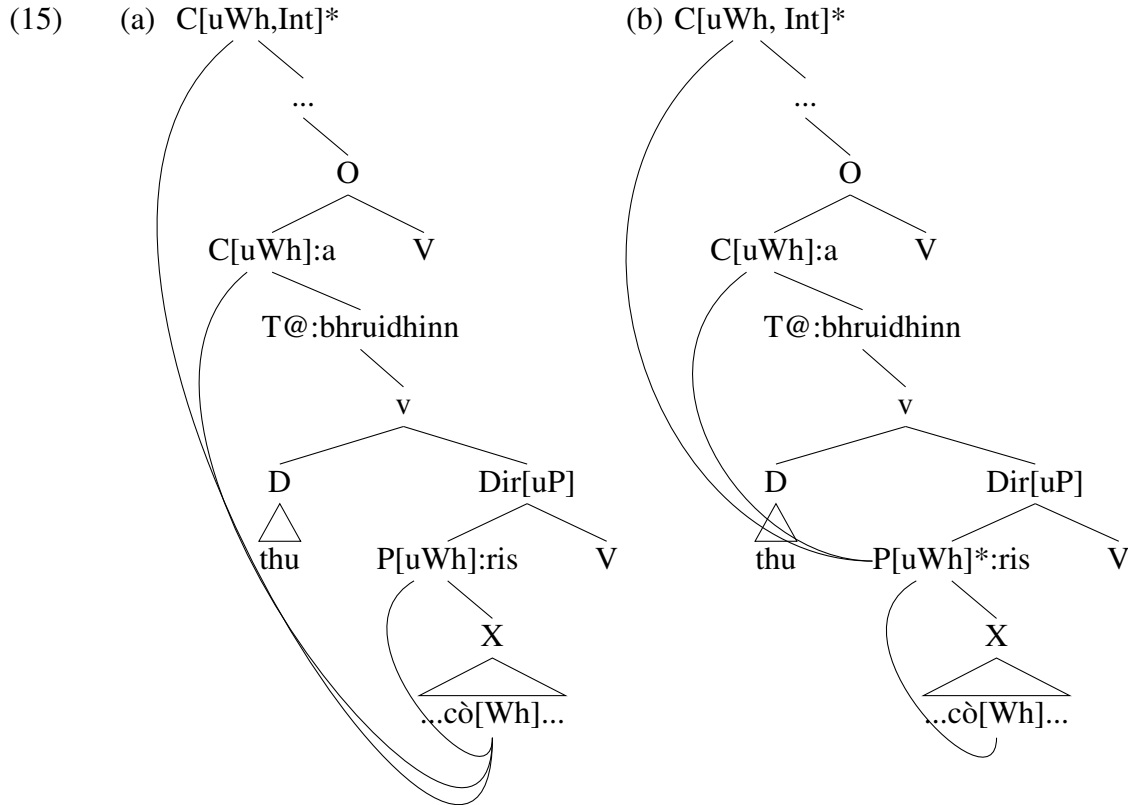 (15) (a) C[uWh,Int]* (b) C[uWh, Int]*
... ...
O O
C[uWh]:a V C[uWh]:a V
T@:bhruidhinn T@:bhruidhinn
v v
D Dir[uP] D Dir[uP]
thu P[uWh]:ris V thu P[uWh]*:ris V
X X
...cò[Wh]... ...cò[Wh]...